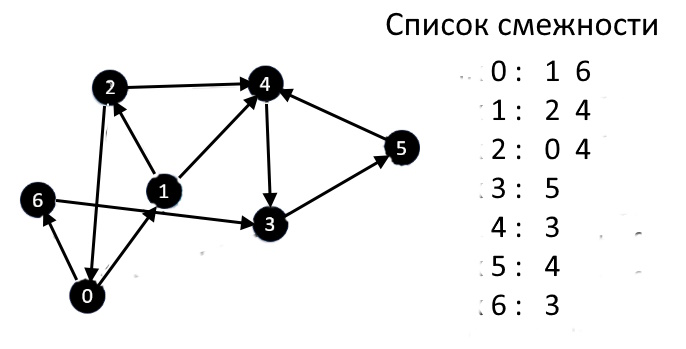 Список смежности
2
4
5
1
6
3
0
0 : 1 6
1 : 2 4
2 : 0 4
3 : 5
4 : 3
5 : 4
6 : 3